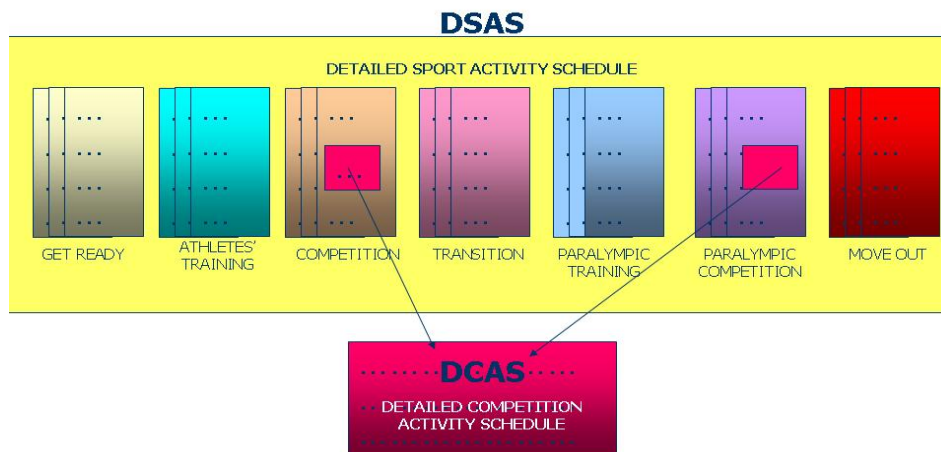 DSAS
DETAILED SPORT ACTIVITY SCHEDULE
GET READY
ATHLETES'
TRAINING
COMPETITION
TRANSITION
PARALYMPIC
TRAINING
PARALYMPIC
COMPETITION
MOVE OUT
DCAS
DETAILED COMPETITION
ACTIVITY SCHEDULE